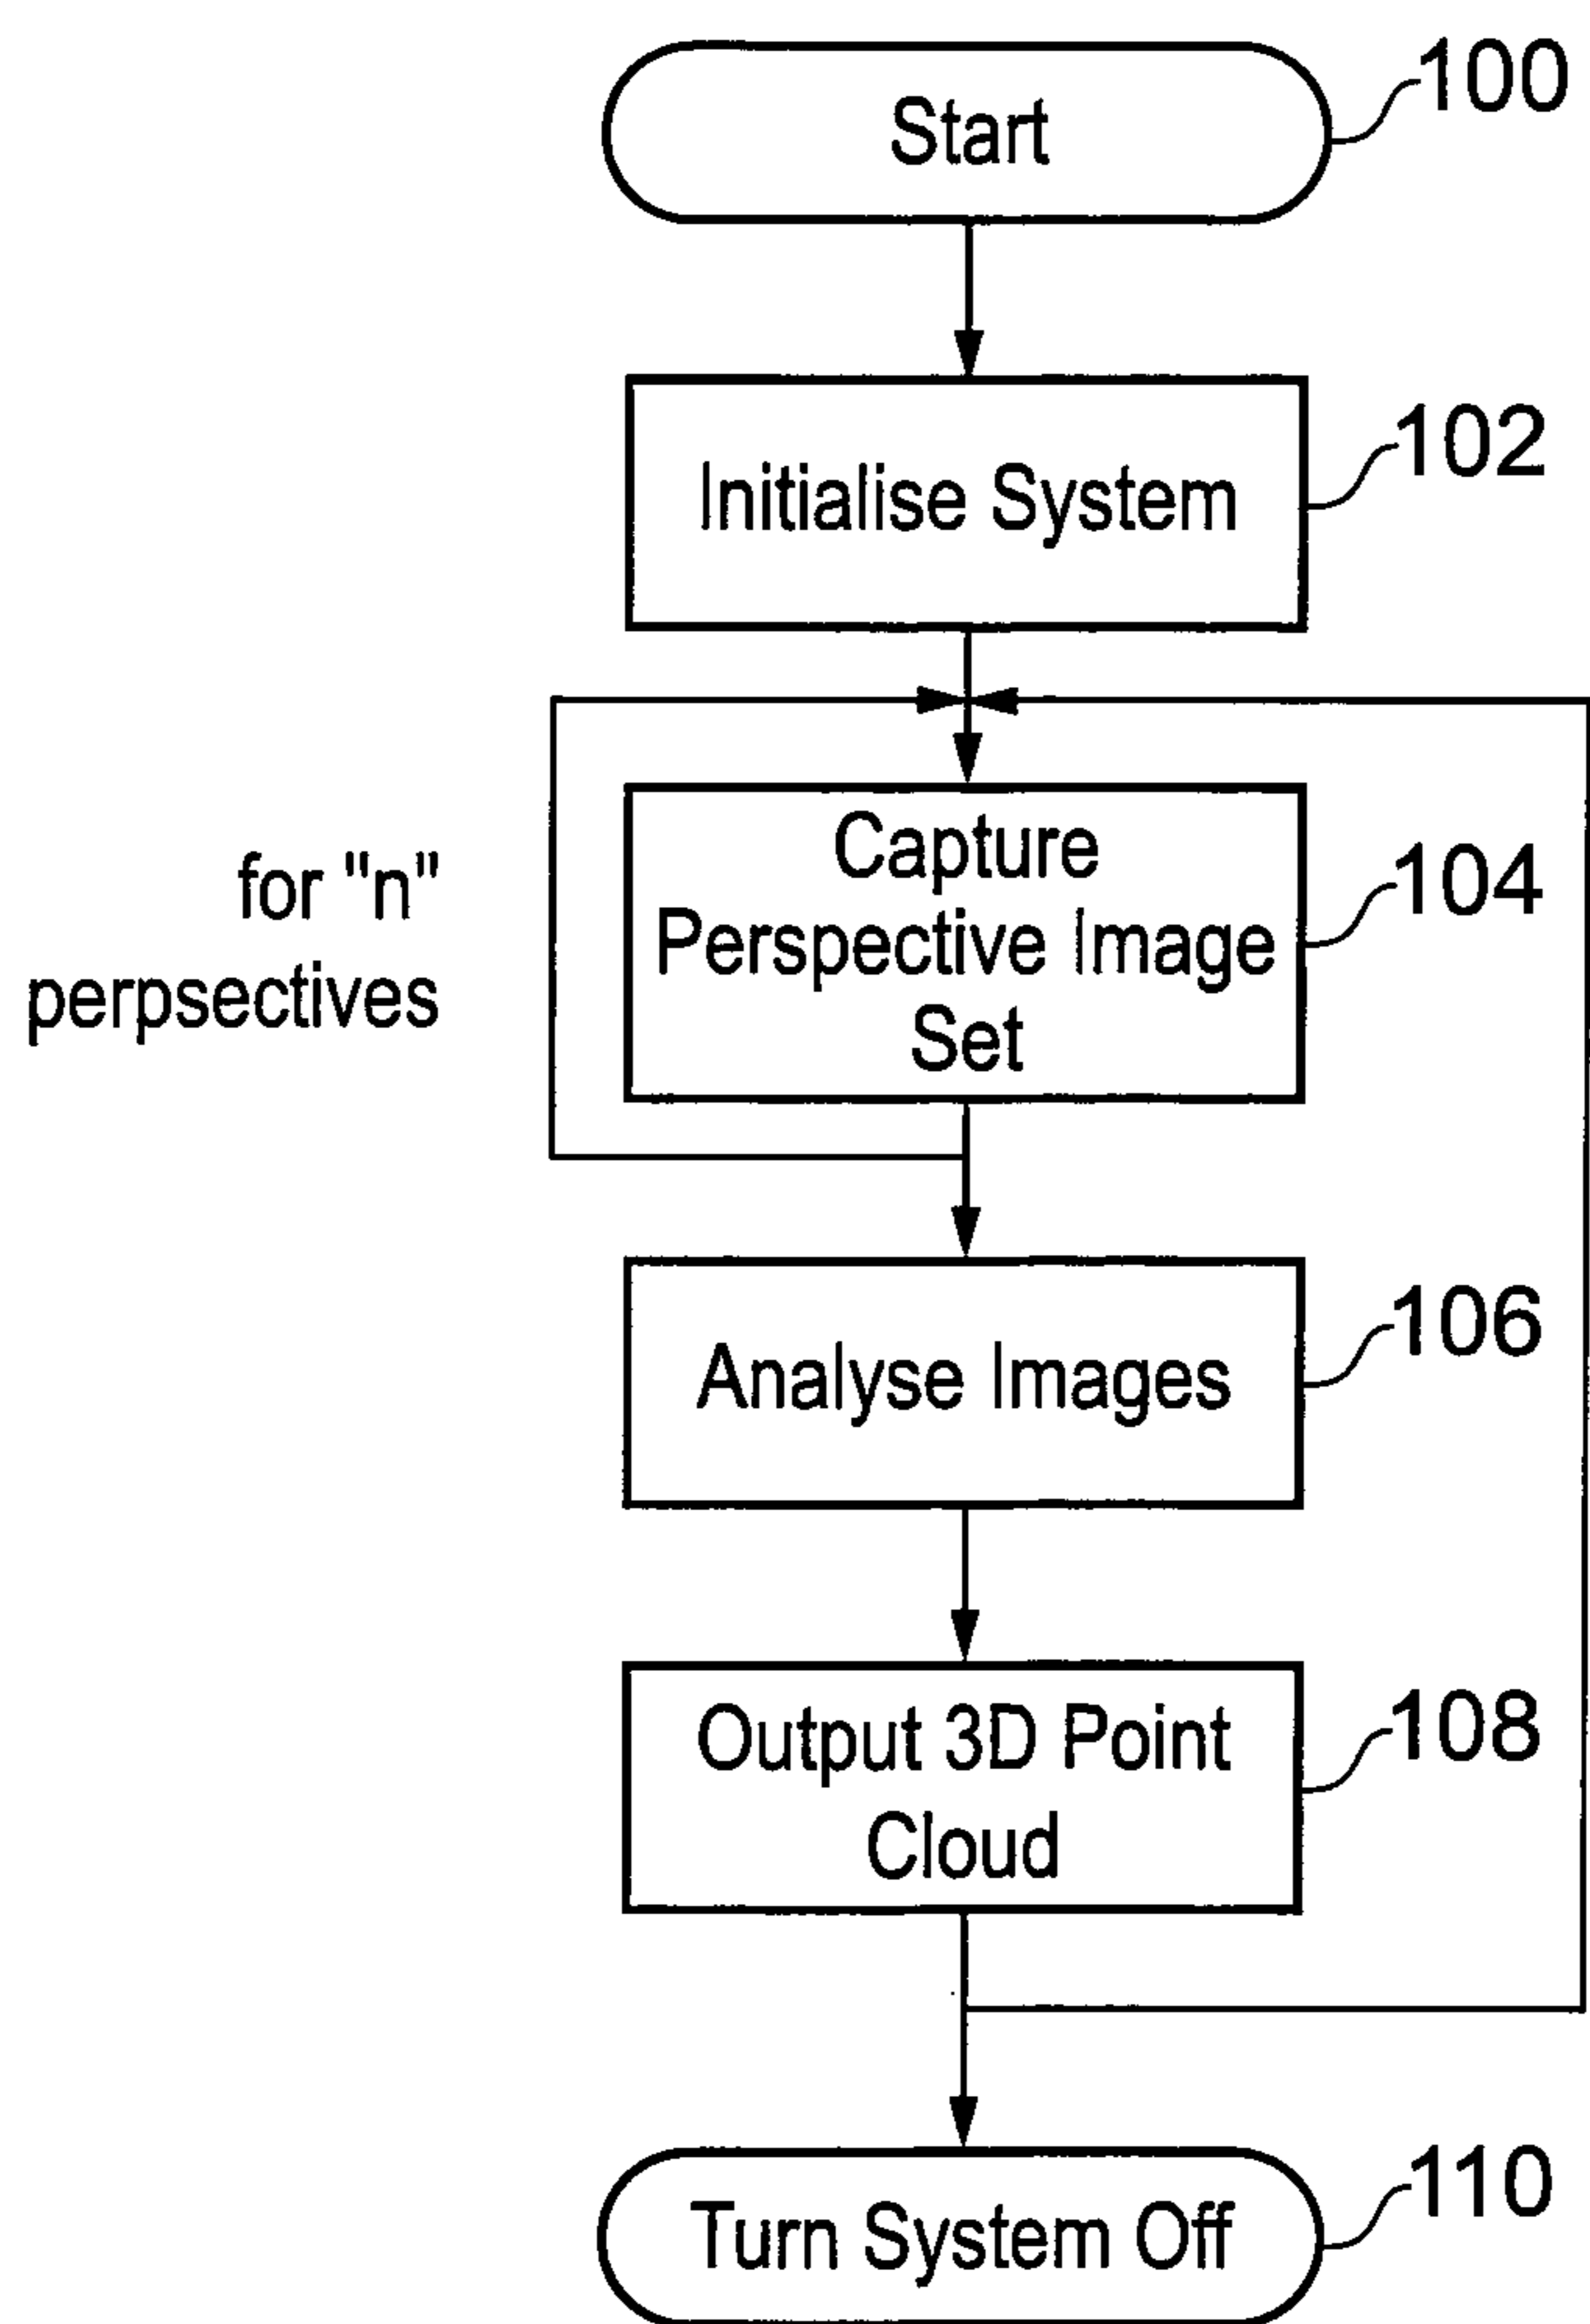 Start
100
Initialise System
102
for "n"
perpsectives
Capture
Perspective Image
Set
104
Analyse Images
106
Output 3D Point
Cloud
108
Turn System Off
110